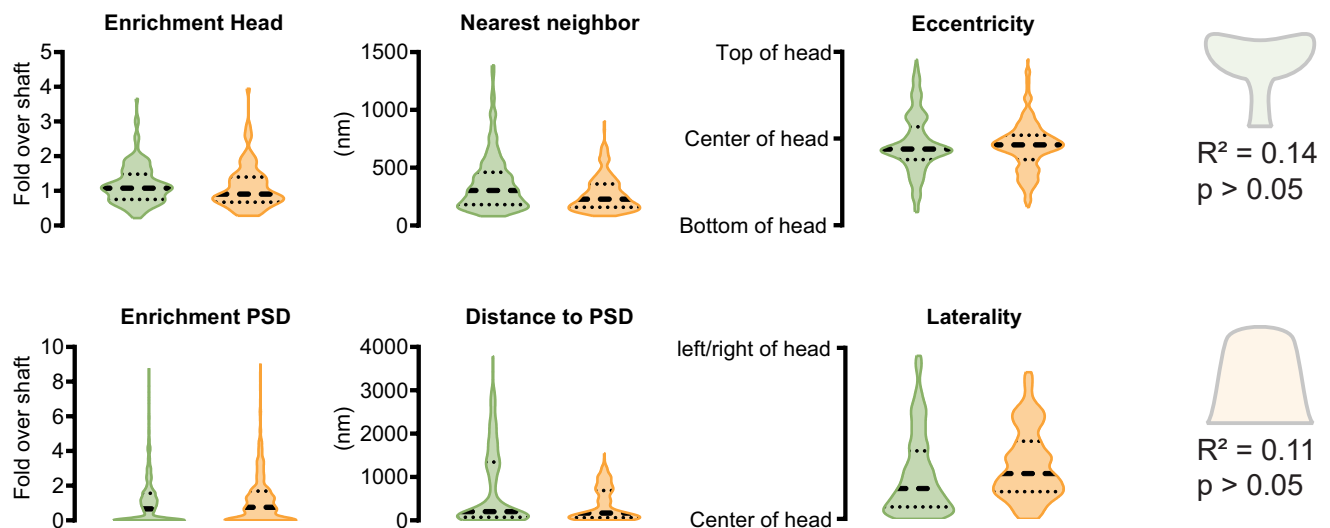 Enrichment Head
Fold over shaft
5
4
3
2
1
0
Nearest neighbor
(nm)
1500
1000
500
0
Eccentricity
Top of head
Center of head
Bottom of head
R² = 0.14
p > 0.05
Enrichment PSD
Fold over shaft
10
8
6
4
2
0
Distance to PSD
(nm)
4000
3000
2000
1000
0
Laterality
left/right of head
Center of head
R² = 0.11
p > 0.05